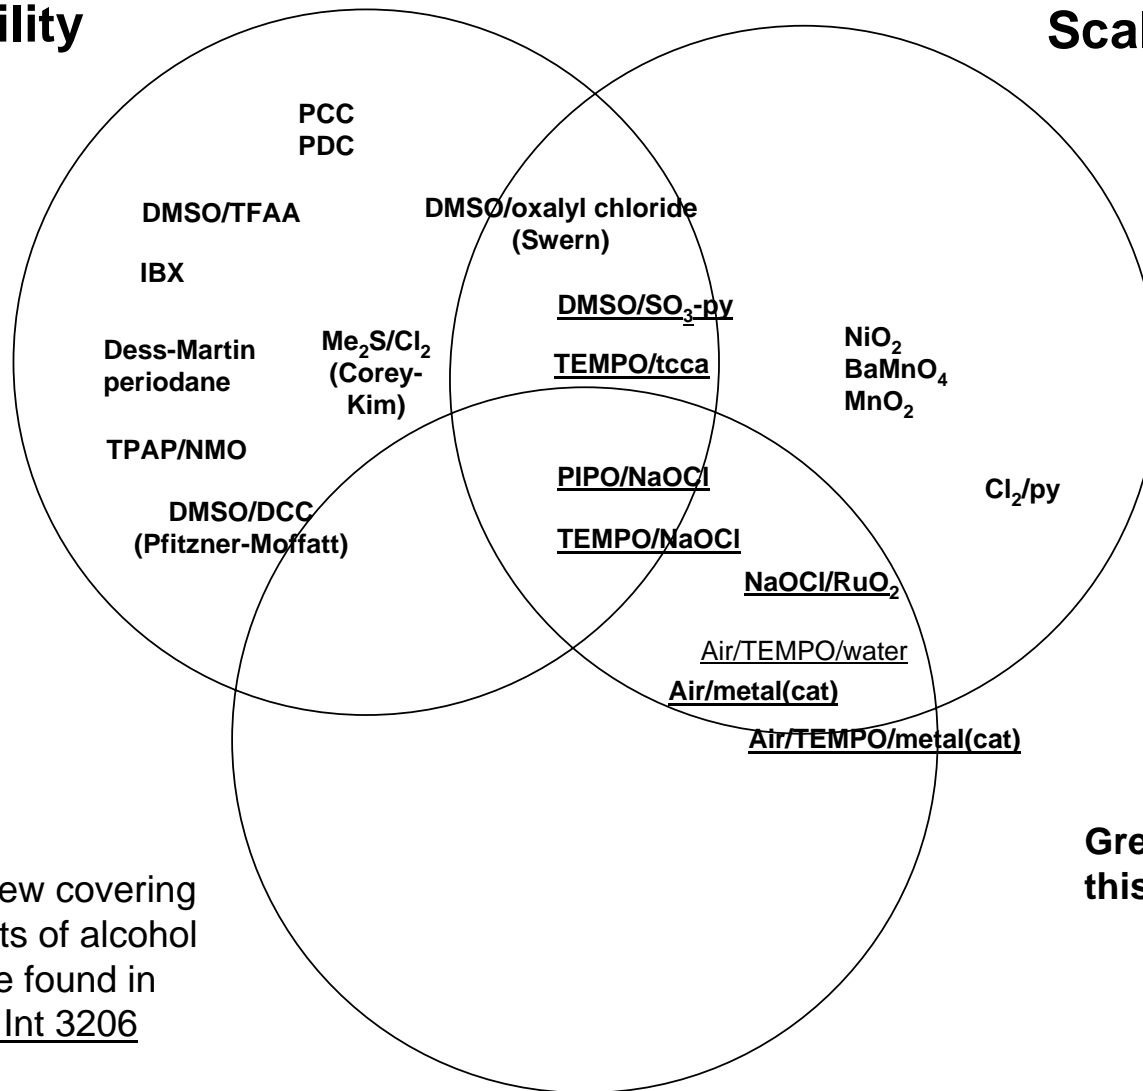 ility
Scal
PCC
PDC
DMSO/TFAA
DMSO/oxalyl chloride
(Swern)
IBX
DMSO/SO₃-py
Me₂S/Cl₂
(Corey-
Kim)
Dess-Martin
periodane
TEMPO/tcca
NiO₂
BaMnO₄
MnO₂
TPAP/NMO
PIPO/NaOCl
Cl₂/py
DMSO/DCC
(Pfitzner-Moffatt)
TEMPO/NaOCl
NaOCl/RuO₂
Air/TEMPO/water
Air/metal(cat)
Air/TEMPO/metal(cat)
Gre
this
ew covering
ts of alcohol
e found in
Int 3206